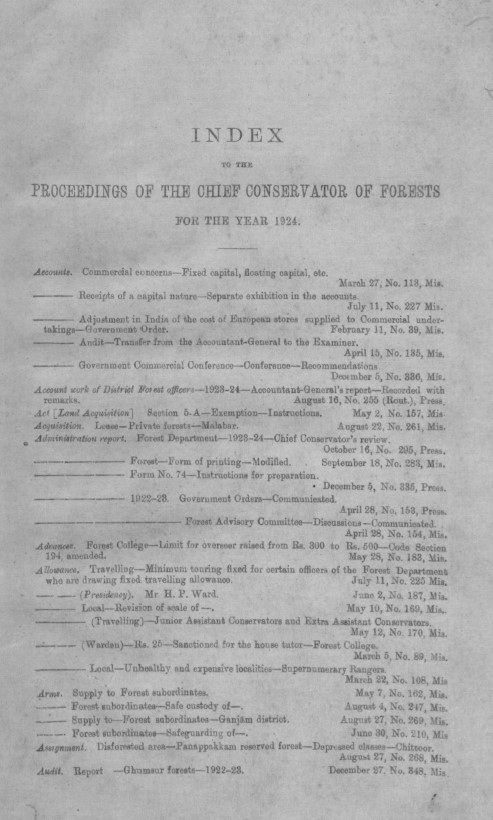 INDEX
TO THE
PROCEEDINGS OF THE CHIEF CONSERVATOR OF FORESTS
FOR THE YEAR 1924.
Accounts. Commercial concerns—Fixed capital, floating capital, etc.
March 27, No. 113, Mis.
——— Receipts of a capital nature—Separate exhibition in the accounts.
July 11, No. 227 Mis.
——— Adjustment in India of the cost of European stores supplied to Commercial under-
takings—Government Order. February 11, No. 39, Mis.
——— Audit—Transfer from the Accountant-General to the Examiner.
April 15, No. 135, Mis.
——— Government Commercial Conference—Conference—Recommendations
December 5, No. 336, Mis.
Account work of District Forest officers—1923-24—Accountant-General's report—Recorded with
remarks. August 16, No. 255 (Rout.), Press.
Act [Land Acquisition] Section 5-A—Exemption—Instructions. May 2, No. 157, Mis.
Acquisition. Lease—Private forests—Malabar. August 22, No. 261, Mis.
Administration report. Forest Department—1923-24—Chief Conservator's review.
October 16, No. 295, Press.
——— Forest—Form of printing—Modified. September 18, No. 283, Mis.
——— Form No. 74—Instructions for preparation.
December 5, No. 335, Press.
——— 1922-23. Government Orders—Communicated.
April 28, No. 153, Press.
——— Forest Advisory Committee—Discussions—Communicated.
April 28, No. 154, Mis.
Advances. Forest College—Limit for overseer raised from Rs. 300 to Rs. 500—Code Section
194, amended. May 28, No. 183, Mis.
Allowance. Travelling—Minimum touring fixed for certain officers of the Forest Department
who are drawing fixed travelling allowance. July 11, No. 225 Mis.
——— (Presidency). Mr. H. P. Ward. June 2, No. 187, Mis.
——— Local—Revision of scale of —. May 10, No. 169, Mis.
——— (Travelling)—Junior Assistant Conservators and Extra Assistant Conservators.
May 12, No. 170, Mis.
——— (Warden)—Rs. 25—Sanctioned for the house tutor—Forest College.
March 5, No. 89, Mis.
——— Local—Unhealthy and expensive localities—Supernumerary Rangers.
March 22, No. 108, Mis
Arms. Supply to Forest subordinates. May 7, No. 162, Mis.
——— Forest subordinates—Safe custody of—. August 4, No. 247, Mis.
——— Supply to—Forest subordinates—Ganjám district. August 27, No. 269, Mis.
——— Forest subordinates—Safeguarding of—. June 30, No. 210, Mis
Assignment. Disforested area—Panappakkam reserved forest—Depressed classes—Chittoor.
August 27, No. 268, Mis.
Audit. Report —Ghumsur forests—1922-23. December 27, No. 348, Mis